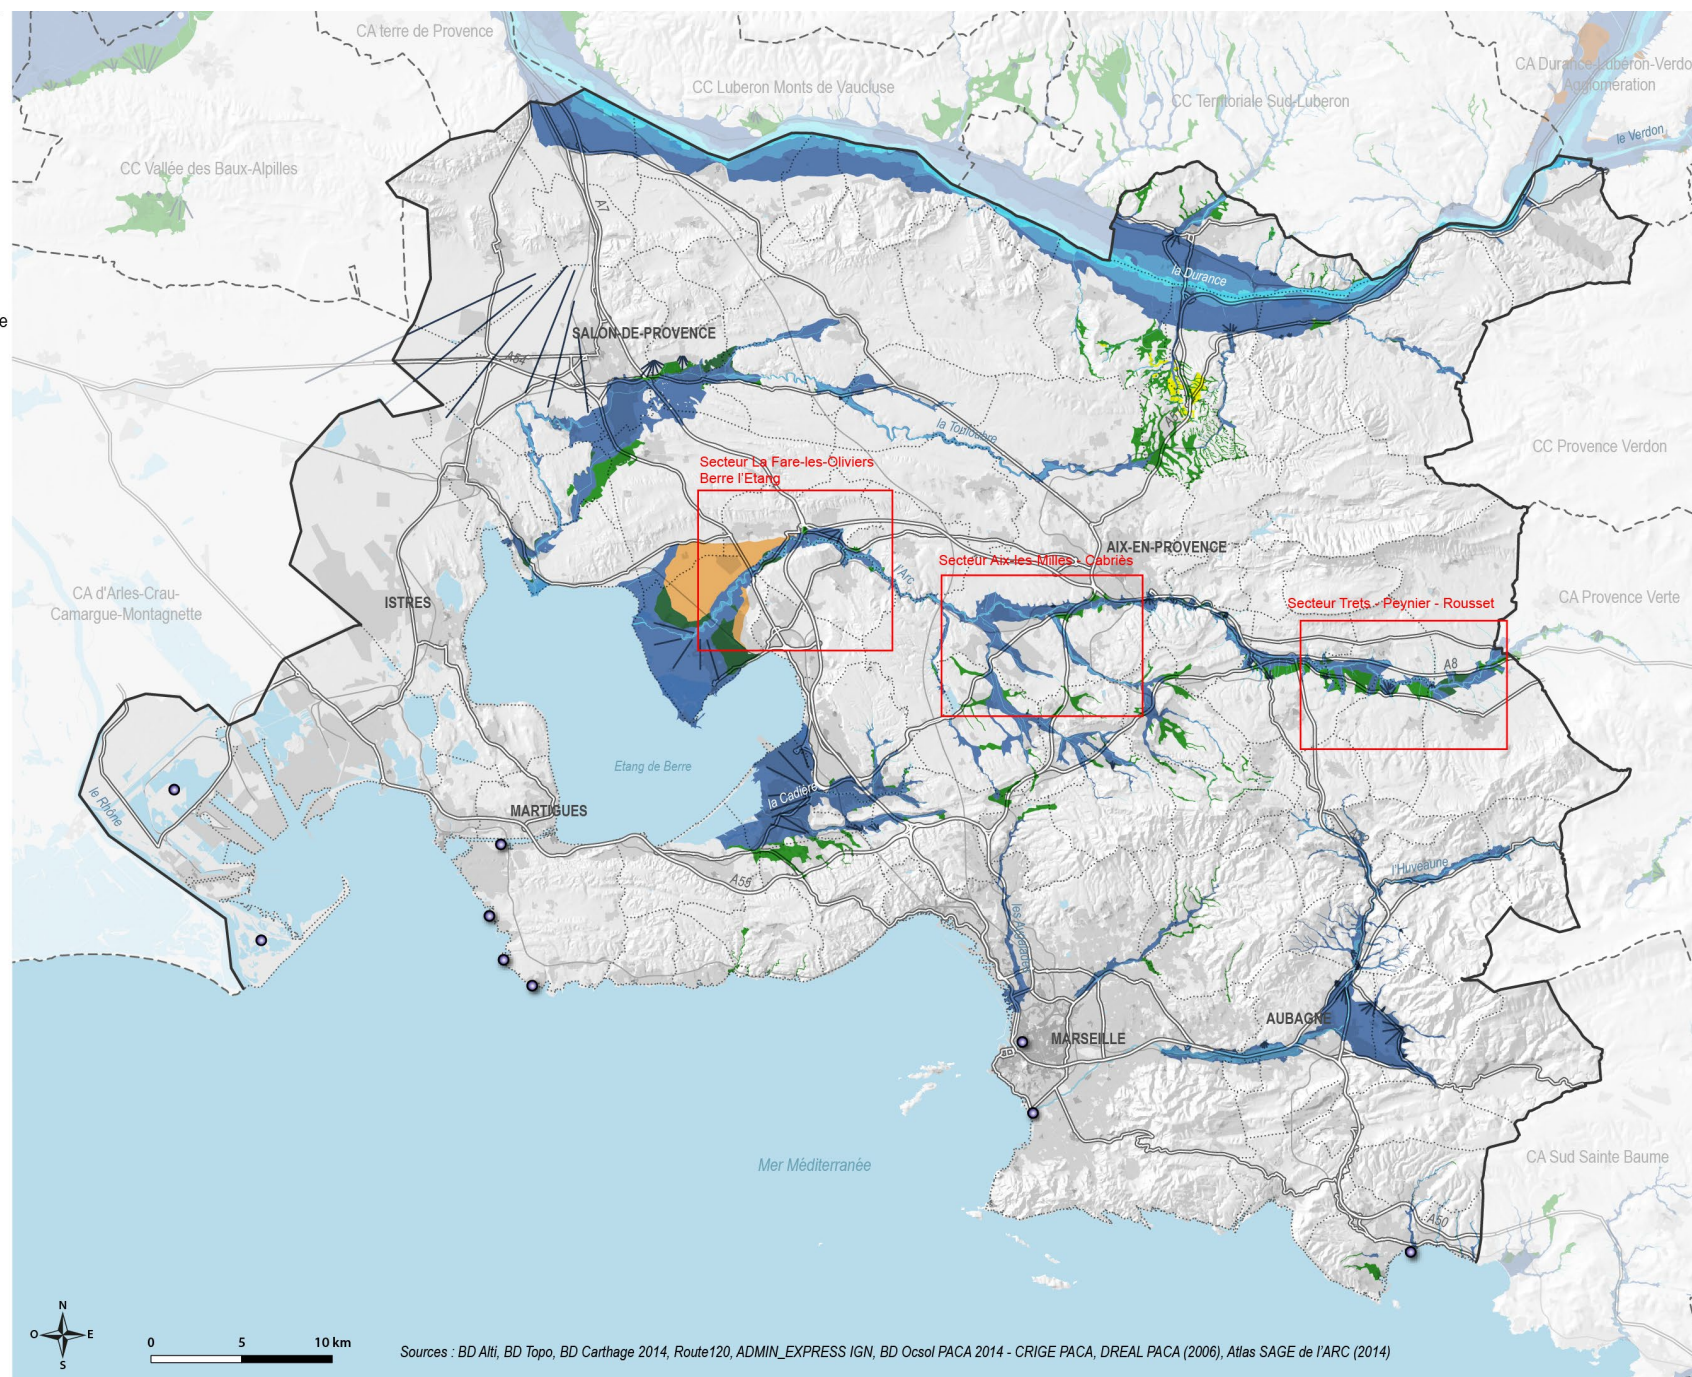 CA terre de Provence
CC Luberon Monts de Vaucluse
CC Territoriale Sud-Luberon
CA Durance-Lubéron-Verdo
Agglomération
le Verdon
CC Vallée des Baux-Alpilles
A7
la Durance
e
SALON-DE-PROVENCE
A54
la Touloubre
CC Provence Verdon
Secteur La Fare-les-Oliviers
Berre l'Etang
AIX-EN-PROVENCE
Secteur Aix-les-Milles - Cabriès
l'Arc
CA d'Arles-Crau-
Camargue-Montagnette
ISTRES
Secteur Trets - Peynier - Rousset
CA Provence Verte
A8
Etang de Berre
le Rhône
la Cadière
MARTIGUES
A55
l'Huveaune
les Aygalades
AUBAGNE
MARSEILLE
Mer Méditerranée
CA Sud Sainte Baume
A50
N
O
E
S
0
5
10 km
Sources : BD Alti, BD Topo, BD Carthage 2014, Route120, ADMIN_EXPRESS IGN, BD Ocsol PACA 2014 - CRIGE PACA, DREAL PACA (2006), Atlas SAGE de l'ARC (2014)